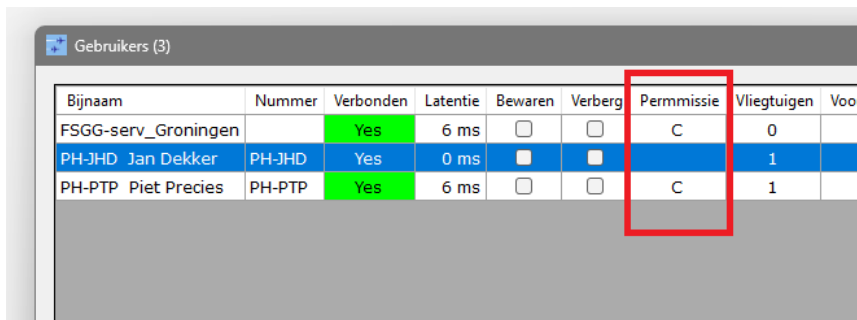 Gebruikers (3)
Bijnaam Nummer Verbonden Latentie Bewaren Verberg Permmissie Vliegtuigen Voo
FSGG-serv_Groningen Yes 6 ms C 0
PH-JHD Jan Dekker PH-JHD Yes 0 ms 1
PH-PTP Piet Precies PH-PTP Yes 6 ms C 1